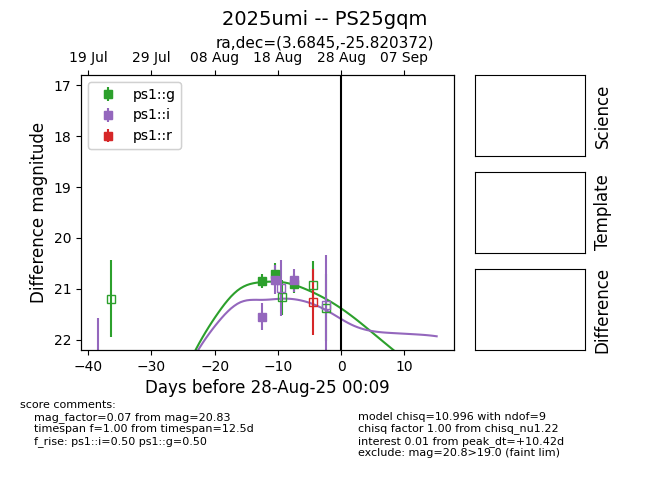 2025umi -- PS25gqm
ra,dec=(3.6845,-25.820372)
19 Jul 29 Jul 08 Aug 18 Aug 28 Aug 07 Sep
ps1::g
ps1::i
ps1::r
17
18
19
20
21
22
Difference magnitude
−40 −30 −20 −10 0 10
Days before 28-Aug-25 00:09
Science
Template
Difference
score comments:
mag_factor=0.07 from mag=20.83
timespan f=1.00 from timespan=12.5d
f_rise: ps1::i=0.50 ps1::g=0.50
model chisq=10.996 with ndof=9
chisq factor 1.00 from chisq_nu1.22
interest 0.01 from peak_dt=+10.42d
exclude: mag=20.8>19.0 (faint lim)